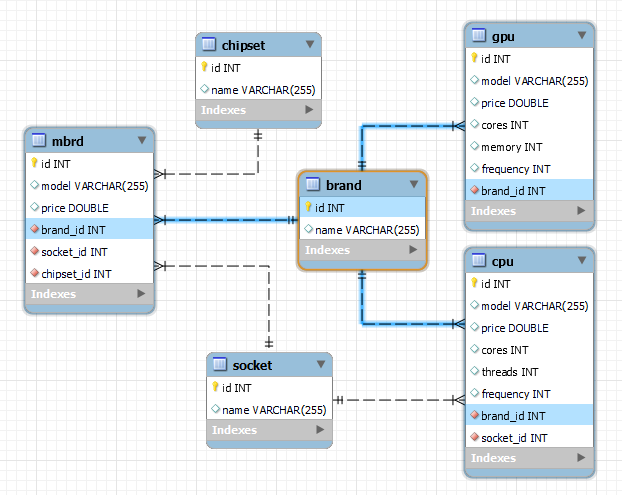 chipset
id INT
name VARCHAR(255)
Indexes
mbrd
id INT
model VARCHAR(255)
price DOUBLE
brand_id INT
socket_id INT
chipset_id INT
Indexes
brand
id INT
name VARCHAR(255)
Indexes
socket
id INT
name VARCHAR(255)
Indexes
gpu
id INT
model VARCHAR(255)
price DOUBLE
cores INT
memory INT
frequency INT
brand_id INT
Indexes
cpu
id INT
model VARCHAR(255)
price DOUBLE
cores INT
threads INT
frequency INT
brand_id INT
socket_id INT
Indexes